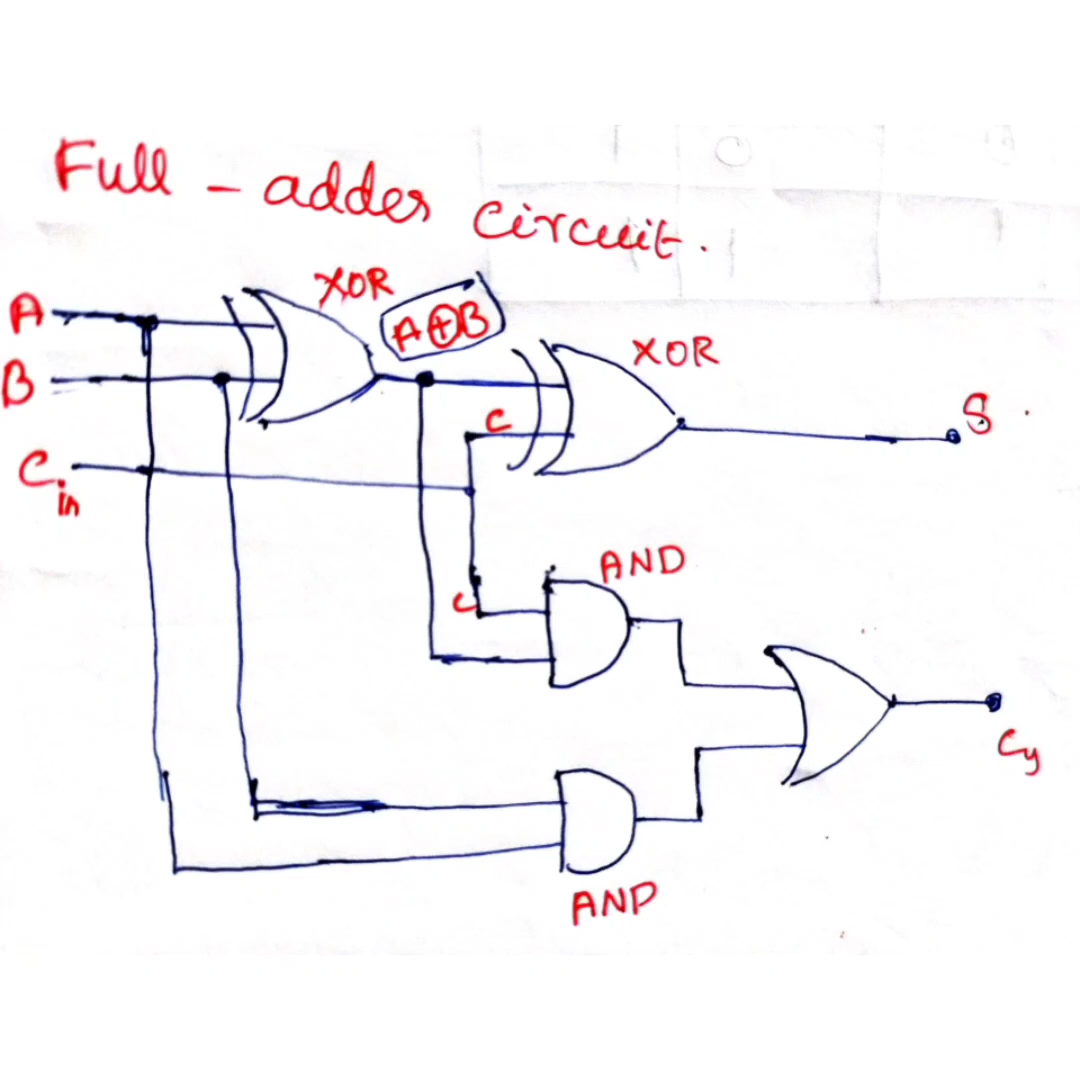 Full - adder
circuit.
XOR
A⊕B
A
B
XOR
C
S
Cin
AND
C
Cy
AND